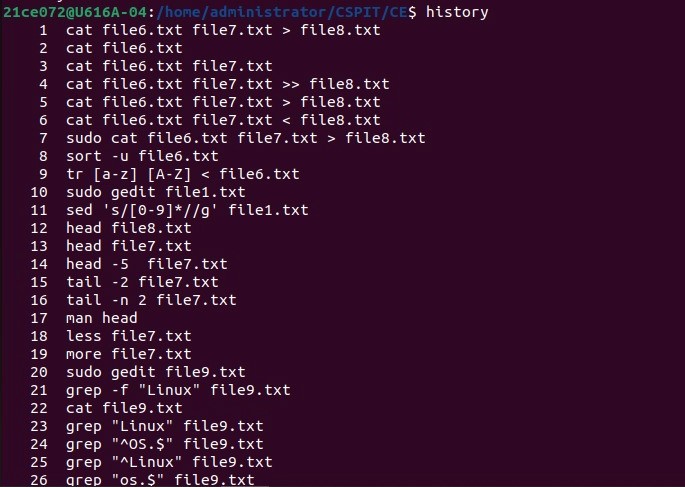 21ce072@U616A-04:/home/administrator/CSPIT/CE$ history
1 cat file6.txt file7.txt > file8.txt
2 cat file6.txt
3 cat file6.txt file7.txt
4 cat file6.txt file7.txt >> file8.txt
5 cat file6.txt file7.txt > file8.txt
6 cat file6.txt file7.txt < file8.txt
7 sudo cat file6.txt file7.txt > file8.txt
8 sort -u file6.txt
9 tr [a-z] [A-Z] < file6.txt
10 sudo gedit file1.txt
11 sed 's/[0-9]*//g' file1.txt
12 head file8.txt
13 head file7.txt
14 head -5  file7.txt
15 tail -2 file7.txt
16 tail -n 2 file7.txt
17 man head
18 less file7.txt
19 more file7.txt
20 sudo gedit file9.txt
21 grep -f "Linux" file9.txt
22 cat file9.txt
23 grep "Linux" file9.txt
24 grep "^OS.$" file9.txt
25 grep "^Linux" file9.txt
26 grep "os.$" file9.txt